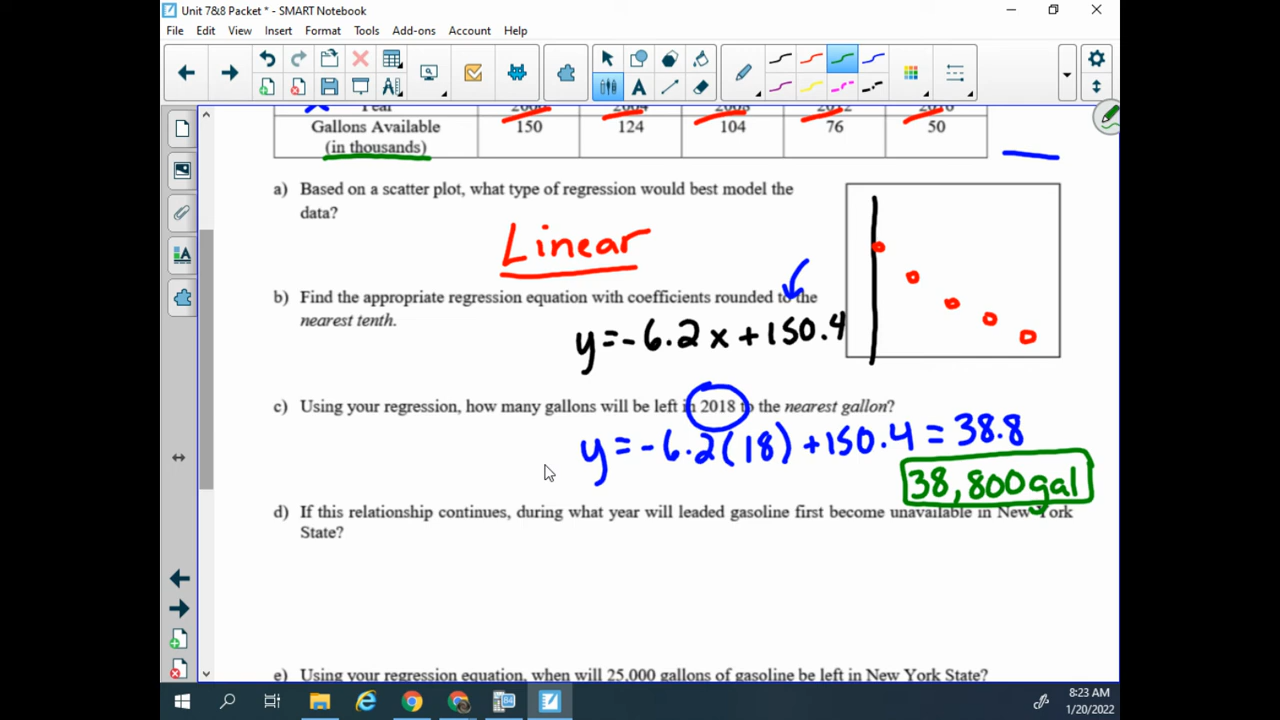 Unit 7&8 Packet * - SMART Notebook
File Edit View Insert Format Tools Add-ons Account Help
Year 2000 2004 2008 2012 2016
Gallons Available 150 124 104 76 50
(in thousands)
a) Based on a scatter plot, what type of regression would best model the
data?
Linear
b) Find the appropriate regression equation with coefficients rounded to the
nearest tenth.
y=-6.2x+150.4
c) Using your regression, how many gallons will be left in 2018 to the nearest gallon?
y=-6.2(18)+150.4=38.8
38,800gal
d) If this relationship continues, during what year will leaded gasoline first become unavailable in New York
State?
e) Using your regression equation, when will 25,000 gallons of gasoline be left in New York State?
8:23 AM
1/20/2022